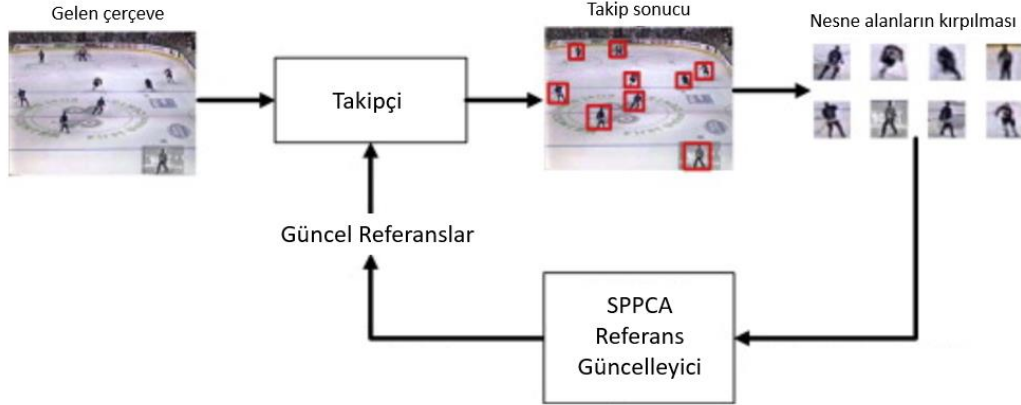 Gelen çerçeve
Takip sonucu
Nesne alanların kırpılması
Takipçi
Güncel Referanslar
SPPCA
Referans
Güncelleyici